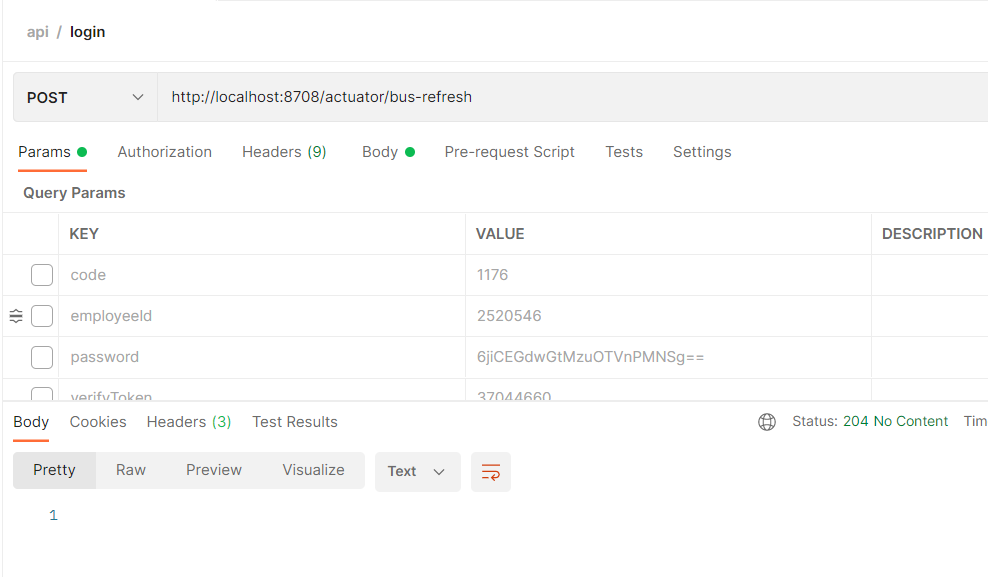 api / login
POST http://localhost:8708/actuator/bus-refresh
Params Authorization Headers (9) Body Pre-request Script Tests Settings
Query Params
KEY VALUE DESCRIPTION
code 1176
employeeId 2520546
password 6jiCEGdwGtMzuOTVnPMNSg==
verifyToken 37044660
Body Cookies Headers (3) Test Results Status: 204 No Content Tim
Pretty Raw Preview Visualize Text
1